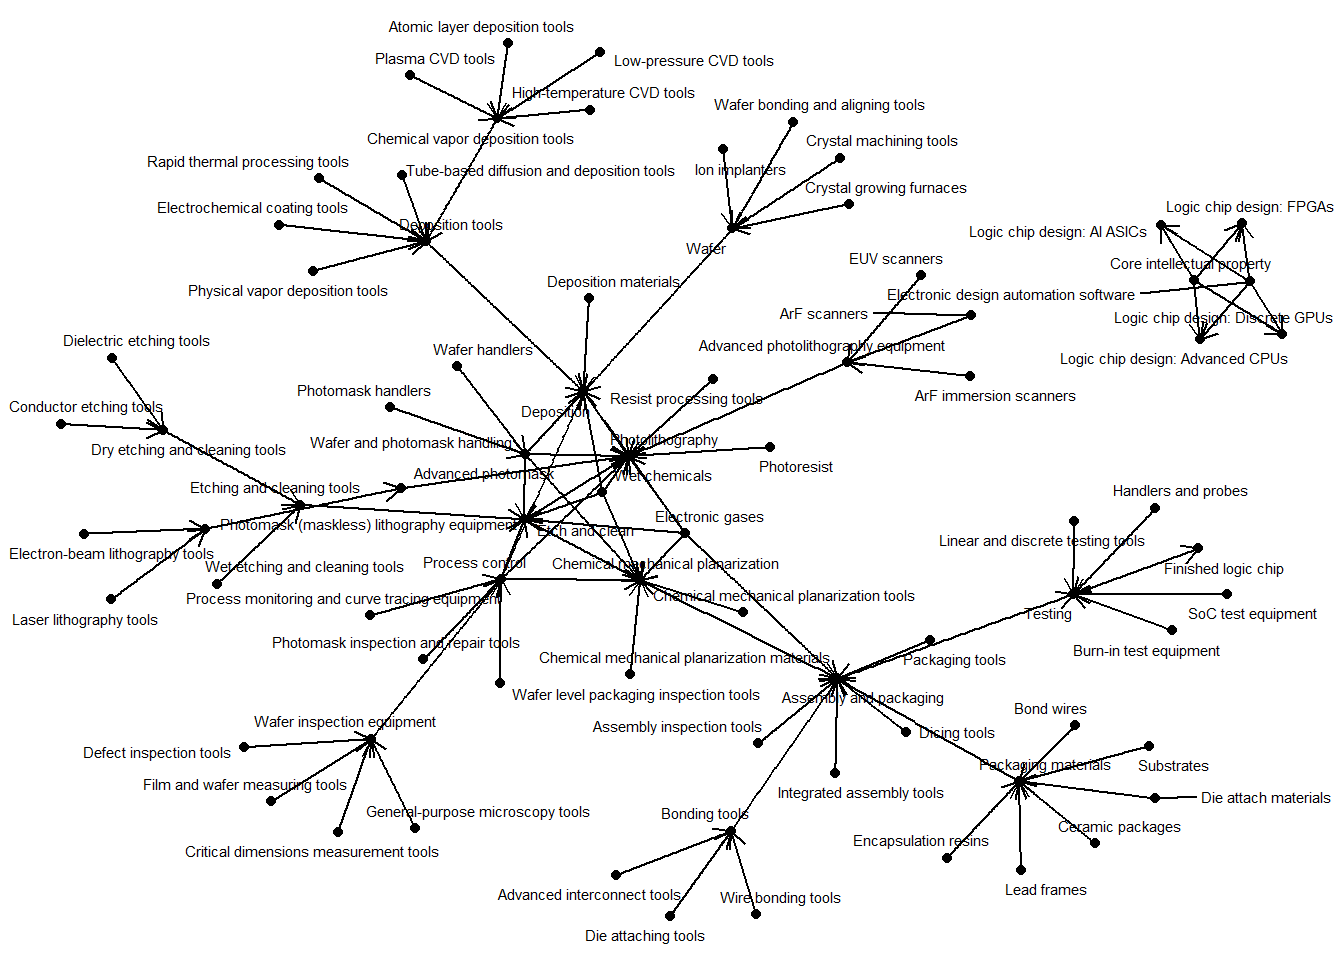 Atomic layer deposition tools
Plasma CVD tools
Low-pressure CVD tools
High-temperature CVD tools
Wafer bonding and aligning tools
Chemical vapor deposition tools
Crystal machining tools
Rapid thermal processing tools
Tube-based diffusion and deposition tools
Ion implanters
Crystal growing furnaces
Electrochemical coating tools
Logic chip design: FPGAs
Deposition tools
Logic chip design: AI ASICs
Wafer
EUV scanners
Core intellectual property
Deposition materials
Physical vapor deposition tools
Electronic design automation software
ArF scanners
Logic chip design: Discrete GPUs
Dielectric etching tools
Wafer handlers
Advanced photolithography equipment
Logic chip design: Advanced CPUs
Photomask handlers
Resist processing tools
ArF immersion scanners
Conductor etching tools
Deposition
Wafer and photomask handling
Photolithography
Dry etching and cleaning tools
Advanced photomask
Wet chemicals
Photoresist
Etching and cleaning tools
Handlers and probes
Photomask (maskless) lithography equipment
Etch and clean
Electronic gases
Linear and discrete testing tools
Electron-beam lithography tools
Wet etching and cleaning tools
Process control
Chemical mechanical planarization
Finished logic chip
Process monitoring and curve tracing equipment
Chemical mechanical planarization tools
Laser lithography tools
Testing
SoC test equipment
Photomask inspection and repair tools
Chemical mechanical planarization materials
Packaging tools
Burn-in test equipment
Wafer level packaging inspection tools
Assembly and packaging
Wafer inspection equipment
Assembly inspection tools
Bond wires
Defect inspection tools
Dicing tools
Packaging materials
Substrates
Film and wafer measuring tools
Integrated assembly tools
Die attach materials
General-purpose microscopy tools
Bonding tools
Ceramic packages
Critical dimensions measurement tools
Encapsulation resins
Advanced interconnect tools
Wire bonding tools
Lead frames
Die attaching tools